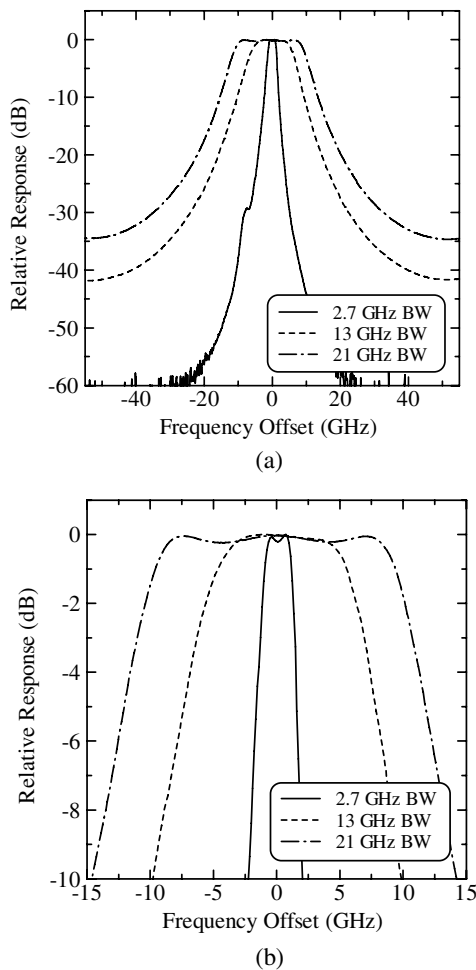 0
-10
-20
-30
-40
-50
-60
Relative Response (dB)
2.7 GHz BW
13 GHz BW
21 GHz BW
-40 -20 0 20 40
Frequency Offset (GHz)
(a)
0
-2
-4
-6
-8
-10
Relative Response (dB)
2.7 GHz BW
13 GHz BW
21 GHz BW
-15 -10 -5 0 5 10 15
Frequency Offset (GHz)
(b)